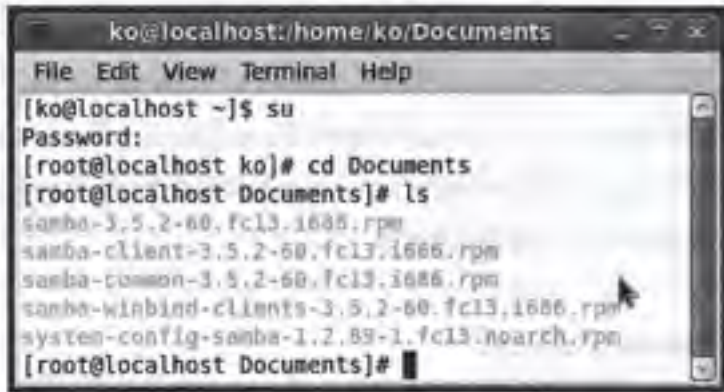 ko@localhost:/home/ko/Documents
File Edit View Terminal Help
[ko@localhost ~]$ su
Password:
[root@localhost ko]# cd Documents
[root@localhost Documents]# ls
samba-3.5.2-60.fc13.i686.rpm
samba-client-3.5.2-60.fc13.i686.rpm
samba-common-3.5.2-60.fc13.i686.rpm
samba-winbind-clients-3.5.2-60.fc13.i686.rpm
system-config-samba-1.2.89-1.fc13.noarch.rpm
[root@localhost Documents]#